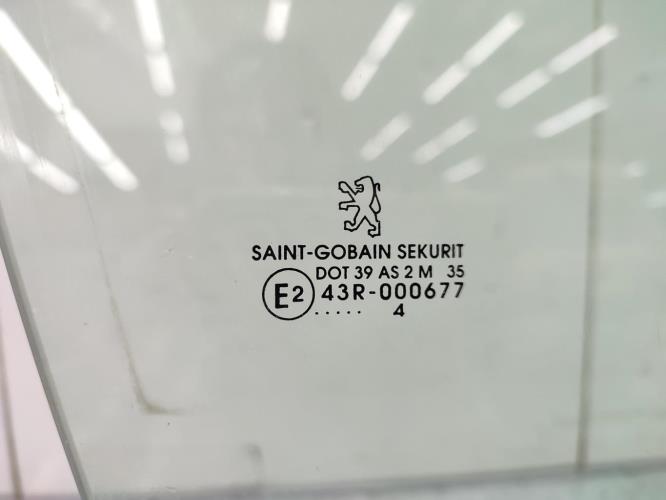 SAINT-GOBAIN SEKURIT
DOT 39 AS 2 M 35
E2 43R-000677
..... 4